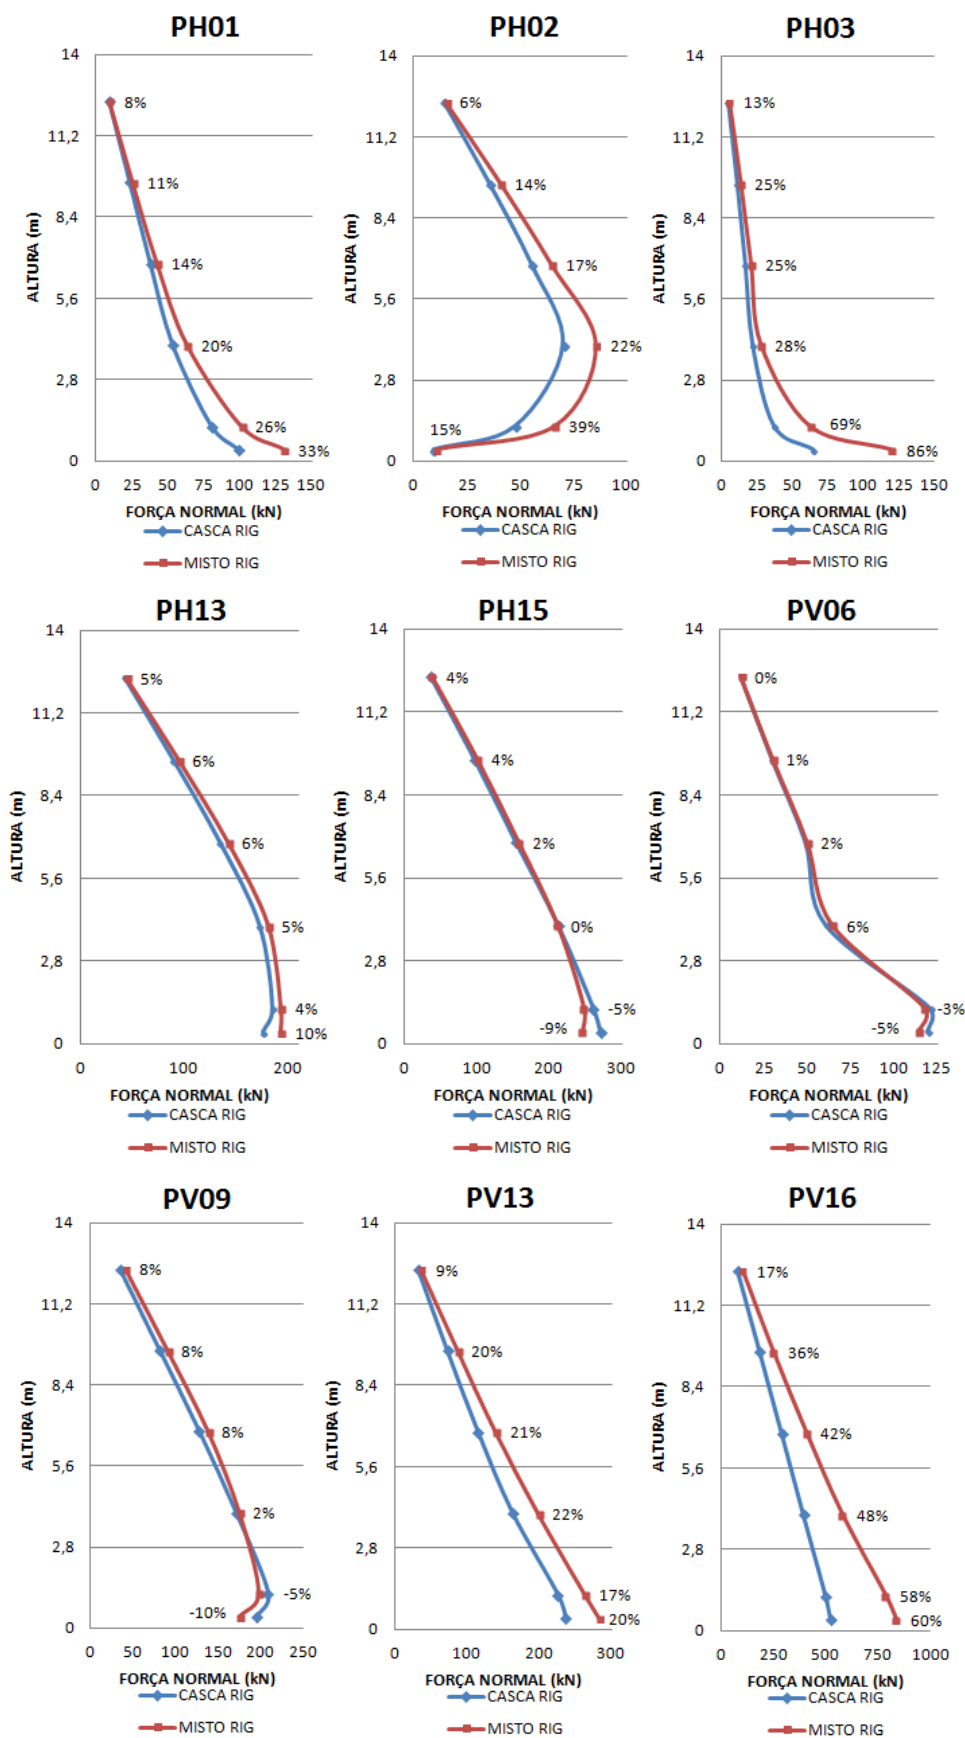 PH01
PH02
PH03
14
11,2
8,4
5,6
2,8
0
ALTURA (m)
8%
11%
14%
20%
26%
33%
0 25 50 75 100 125 150
FORÇA NORMAL (kN)
CASCA RIG
MISTO RIG
14
11,2
8,4
5,6
2,8
0
ALTURA (m)
6%
14%
17%
22%
15%
39%
0 25 50 75 100
FORÇA NORMAL (kN)
CASCA RIG
MISTO RIG
14
11,2
8,4
5,6
2,8
0
ALTURA (m)
13%
25%
25%
28%
69%
86%
0 25 50 75 100 125 150
FORÇA NORMAL (kN)
CASCA RIG
MISTO RIG
PH13
PH15
PV06
14
11,2
8,4
5,6
2,8
0
ALTURA (m)
5%
6%
6%
5%
4%
10%
0 100 200
FORÇA NORMAL (kN)
CASCA RIG
MISTO RIG
14
11,2
8,4
5,6
2,8
0
ALTURA (m)
4%
4%
2%
0%
-5%
-9%
0 100 200 300
FORÇA NORMAL (kN)
CASCA RIG
MISTO RIG
14
11,2
8,4
5,6
2,8
0
ALTURA (m)
0%
1%
2%
6%
-3%
-5%
0 25 50 75 100 125
FORÇA NORMAL (kN)
CASCA RIG
MISTO RIG
PV09
PV13
PV16
14
11,2
8,4
5,6
2,8
0
ALTURA (m)
8%
8%
8%
2%
-5%
-10%
0 50 100 150 200 250
FORÇA NORMAL (kN)
CASCA RIG
MISTO RIG
14
11,2
8,4
5,6
2,8
0
ALTURA (m)
9%
20%
21%
22%
17%
20%
0 100 200 300
FORÇA NORMAL (kN)
CASCA RIG
MISTO RIG
14
11,2
8,4
5,6
2,8
0
ALTURA (m)
17%
36%
42%
48%
58%
60%
0 250 500 750 1000
FORÇA NORMAL (kN)
CASCA RIG
MISTO RIG